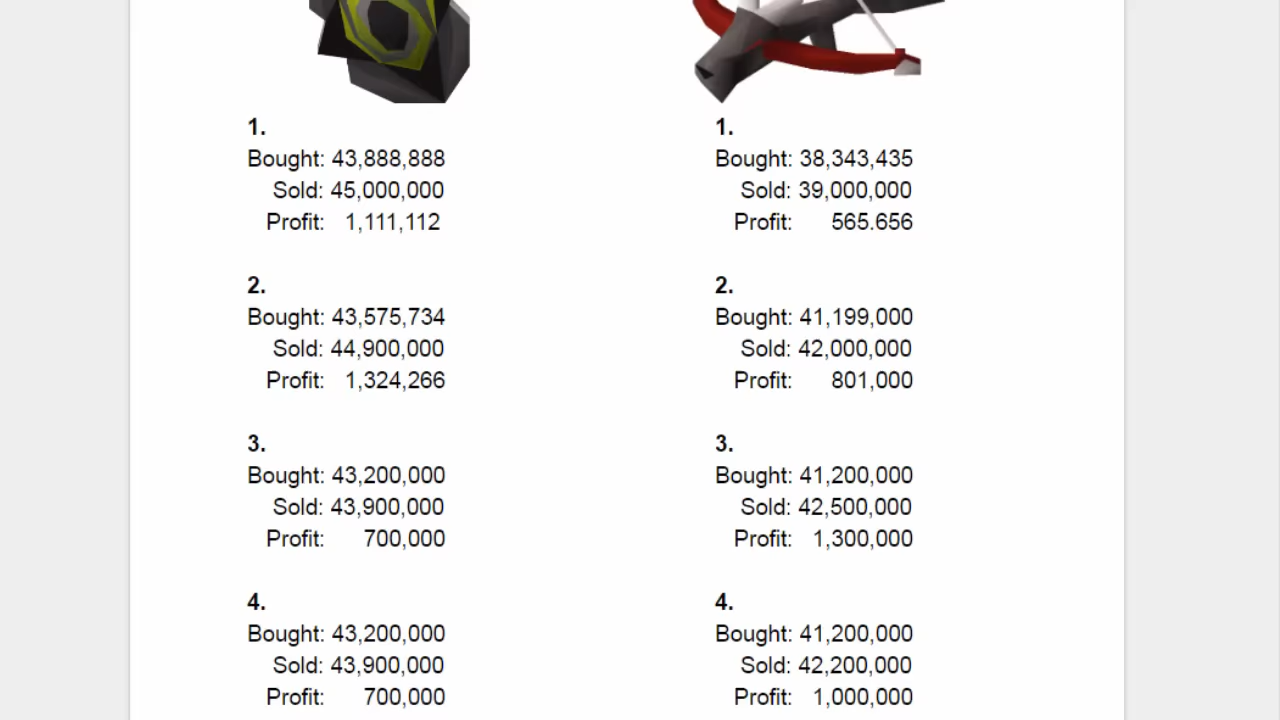 1.
Bought: 43,888,888
Sold: 45,000,000
Profit: 1,111,112
2.
Bought: 43,575,734
Sold: 44,900,000
Profit: 1,324,266
3.
Bought: 43,200,000
Sold: 43,900,000
Profit: 700,000
4.
Bought: 43,200,000
Sold: 43,900,000
Profit: 700,000
1.
Bought: 38,343,435
Sold: 39,000,000
Profit: 565.656
2.
Bought: 41,199,000
Sold: 42,000,000
Profit: 801,000
3.
Bought: 41,200,000
Sold: 42,500,000
Profit: 1,300,000
4.
Bought: 41,200,000
Sold: 42,200,000
Profit: 1,000,000